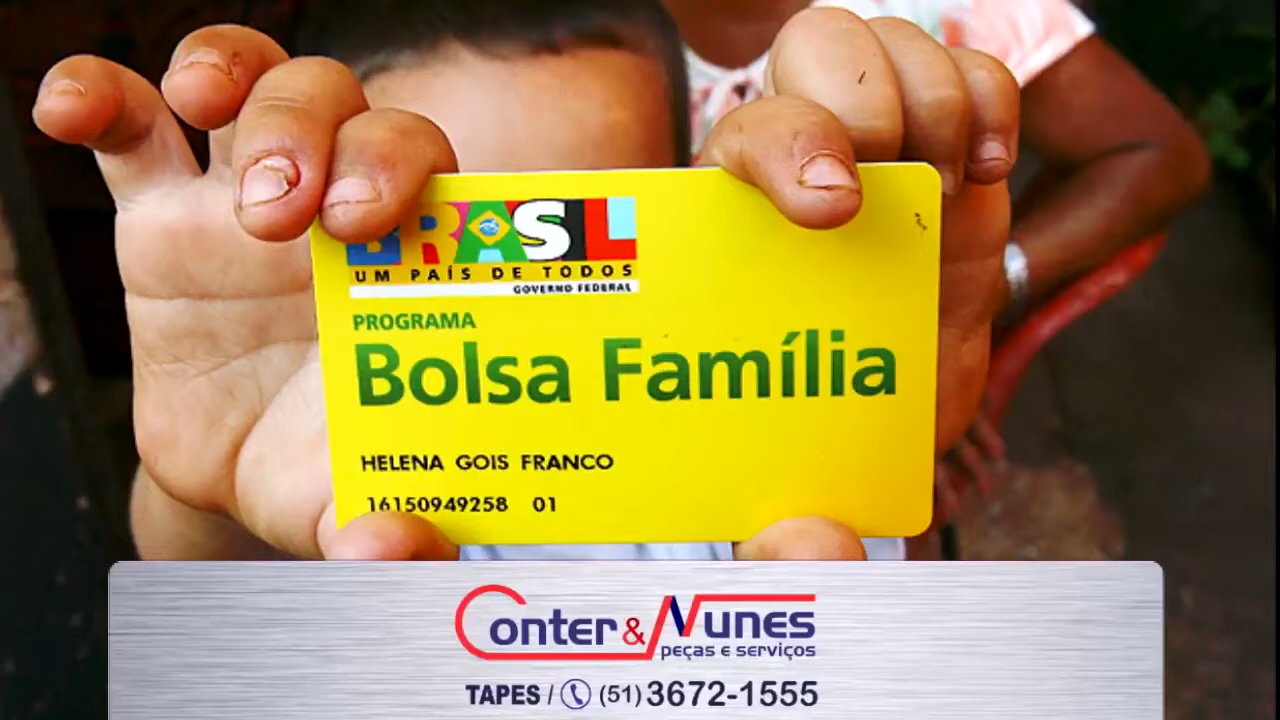 BRASIL
UM PAÍS DE TODOS
GOVERNO FEDERAL
PROGRAMA
Bolsa Família
HELENA GOIS FRANCO
16150949258 01
Conter & Nunes
peças e serviços
TAPES / (51) 3672-1555